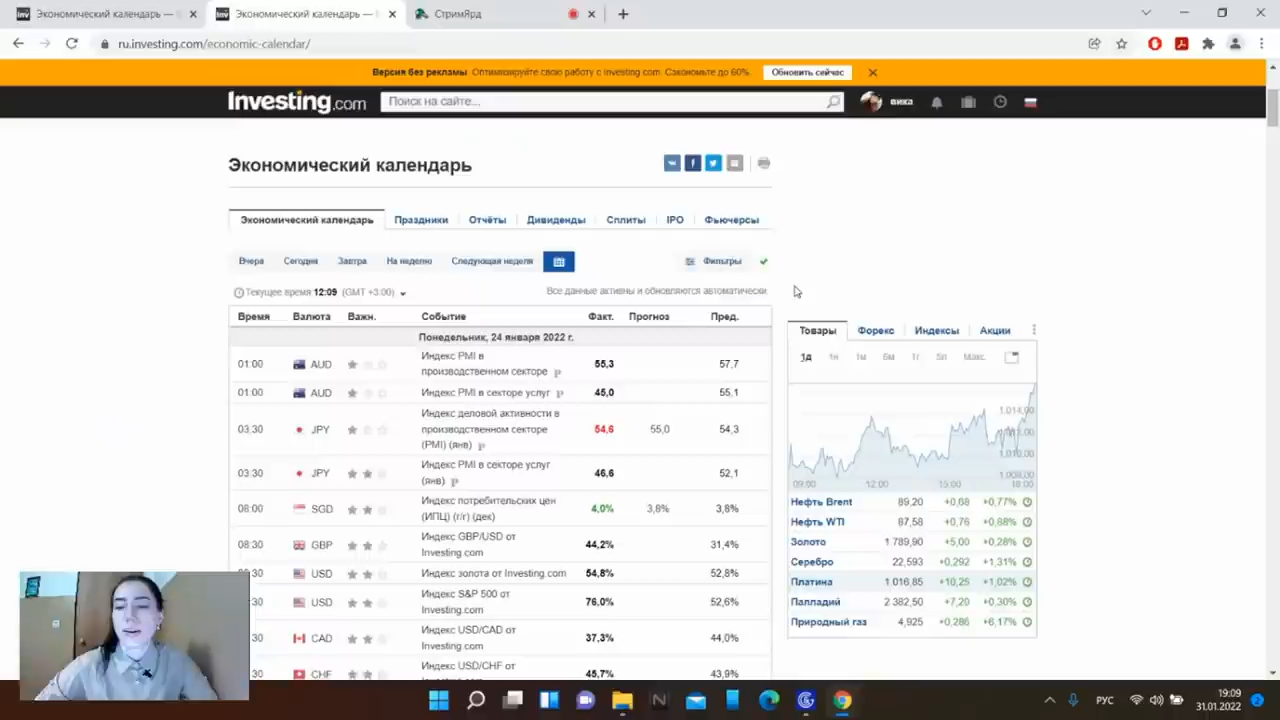 Экономический календарь —
Экономический календарь —
СтримЯрд
ru.investing.com/economic-calendar/
Версия без рекламы Оптимизируйте свою работу с Investing.com. Сэкономьте до 60%. Обновить сейчас
Investing.com
Поиск на сайте...
вика
Экономический календарь
Экономический календарь Праздники Отчёты Дивиденды Сплиты IPO Фьючерсы
Вчера Сегодня Завтра На неделю Следующая неделя Фильтры
Текущее время 12:09 (GMT +3:00)
Все данные активны и обновляются автоматически.
Время Валюта Важн. Событие Факт. Прогноз Пред.
Понедельник, 24 января 2022 г.
01:00 AUD Индекс PMI в
производственном секторе 55,3 57,7
01:00 AUD Индекс PMI в секторе услуг 45,0 55,1
03:30 JPY Индекс деловой активности в
производственном секторе
(PMI) (янв) 54,6 55,0 54,3
03:30 JPY Индекс PMI в секторе услуг
(янв) 46,6 52,1
08:00 SGD Индекс потребительских цен
(ИПЦ) (г/г) (дек) 4,0% 3,8% 3,8%
08:30 GBP Индекс GBP/USD от
Investing.com 44,2% 31,4%
:30 USD Индекс золота от Investing.com 54,8% 52,8%
:30 USD Индекс S&P 500 от
Investing.com 76,0% 52,6%
:30 CAD Индекс USD/CAD от
Investing.com 37,3% 44,0%
:30 CHF Индекс USD/CHF от 45,7% 43,9%
Товары Форекс Индексы Акции
1д 1н 1м 6м 1г 5л Макс.
1.014,00
1.010,00
09:00 12:00 15:00 18:00
Нефть Brent 89,20 +0,68 +0,77%
Нефть WTI 87,58 +0,76 +0,88%
Золото 1 789,90 +5,00 +0,28%
Серебро 22,593 +0,292 +1,31%
Платина 1 016,85 +10,25 +1,02%
Палладий 2 382,50 +7,20 +0,30%
Природный газ 4,925 +0,286 +6,17%
РУС
19:09
31.01.2022